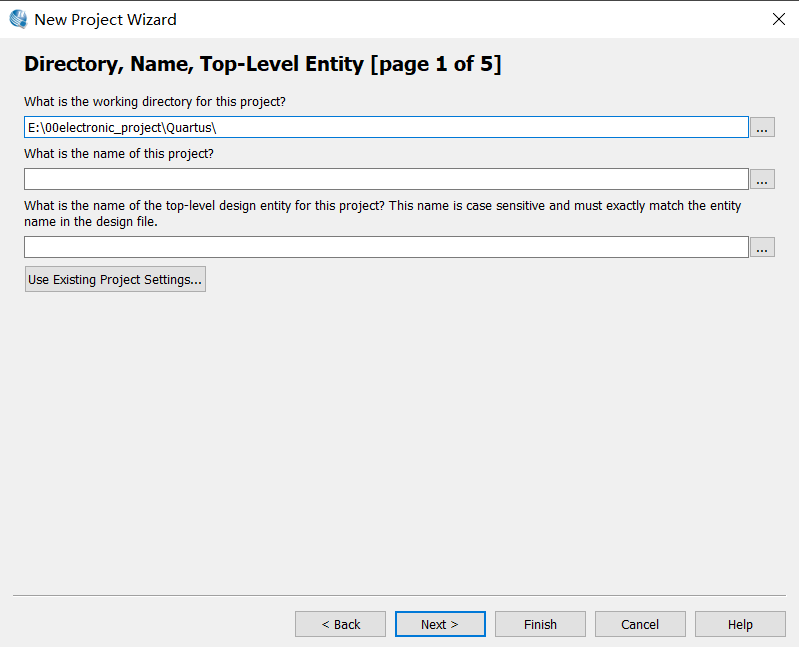 New Project Wizard
Directory, Name, Top-Level Entity [page 1 of 5]
What is the working directory for this project?
E:\00electronic_project\Quartus\
...
What is the name of this project?
...
What is the name of the top-level design entity for this project? This name is case sensitive and must exactly match the entity
name in the design file.
...
Use Existing Project Settings...
< Back
Next >
Finish
Cancel
Help